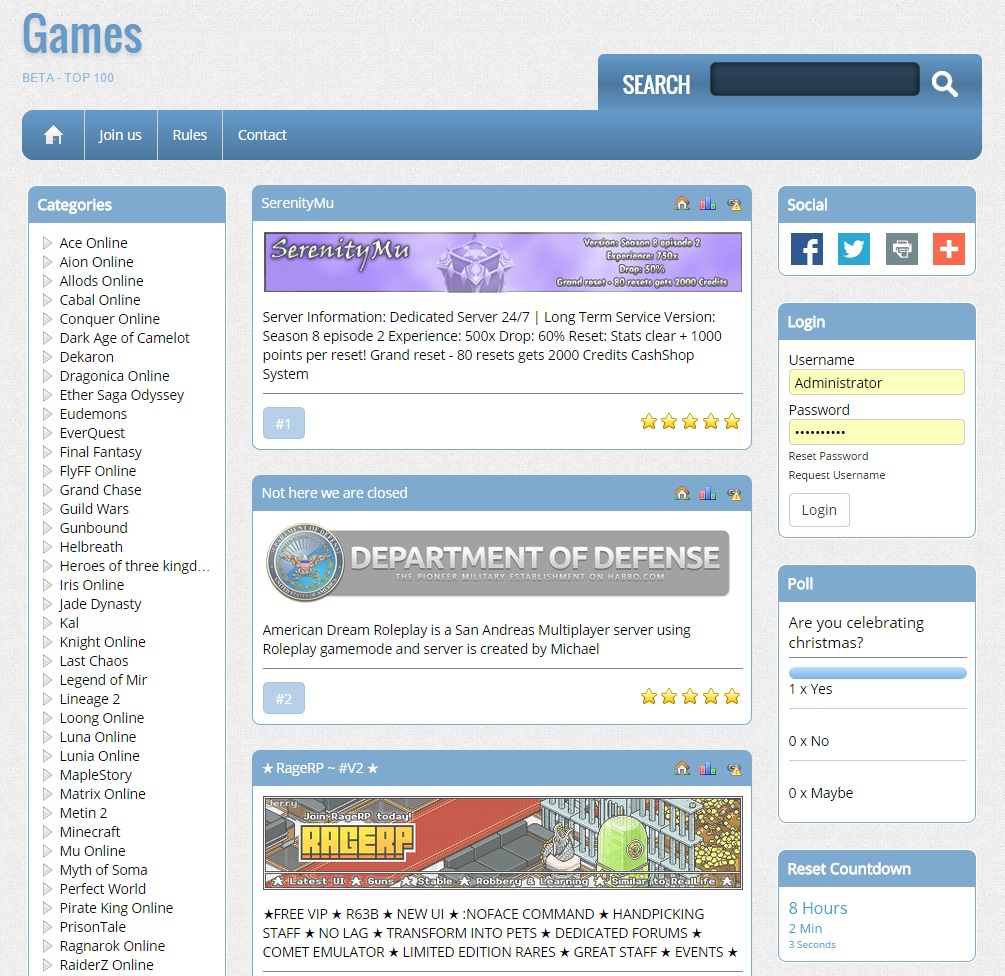 Games
BETA - TOP 100
SEARCH
Join us
Rules
Contact
Categories
Ace Online
Aion Online
Allods Online
Cabal Online
Conquer Online
Dark Age of Camelot
Dekaron
Dragonica Online
Ether Saga Odyssey
Eudemons
EverQuest
Final Fantasy
FlyFF Online
Grand Chase
Guild Wars
Gunbound
Helbreath
Heroes of three kingd...
Iris Online
Jade Dynasty
Kal
Knight Online
Last Chaos
Legend of Mir
Lineage 2
Loong Online
Luna Online
Lunia Online
MapleStory
Matrix Online
Metin 2
Minecraft
Mu Online
Myth of Soma
Perfect World
Pirate King Online
PrisonTale
Ragnarok Online
RaiderZ Online
SerenityMu
SerenityMu
Version: Season 8 episode 2
Experience: 750x
Drop: 50%
Grand reset - 80 resets gets 2000 Credits
Server Information: Dedicated Server 24/7 | Long Term Service Version:
Season 8 episode 2 Experience: 500x Drop: 60% Reset: Stats clear + 1000
points per reset! Grand reset - 80 resets gets 2000 Credits CashShop
System
#1
Not here we are closed
DEPARTMENT OF DEFENSE
THE PIONEER MILITARY ESTABLISHMENT ON HABBO.COM
American Dream Roleplay is a San Andreas Multiplayer server using
Roleplay gamemode and server is created by Michael
#2
★ RageRP ~ #V2 ★
Jerry
Join RageRP today!
RAGERP
★ Latest UI ★ Guns ★ Stable ★ Robbery & Learning ★ Similar to RealLife ★
★FREE VIP ★ R63B ★ NEW UI ★ :NOFACE COMMAND ★ HANDPICKING
STAFF ★ NO LAG ★ TRANSFORM INTO PETS ★ DEDICATED FORUMS ★
COMET EMULATOR ★ LIMITED EDITION RARES ★ GREAT STAFF ★ EVENTS ★
Social
Login
Username
Administrator
Password
••••••••••
Reset Password
Request Username
Login
Poll
Are you celebrating
christmas?
1 x Yes
0 x No
0 x Maybe
Reset Countdown
8 Hours
2 Min
3 Seconds